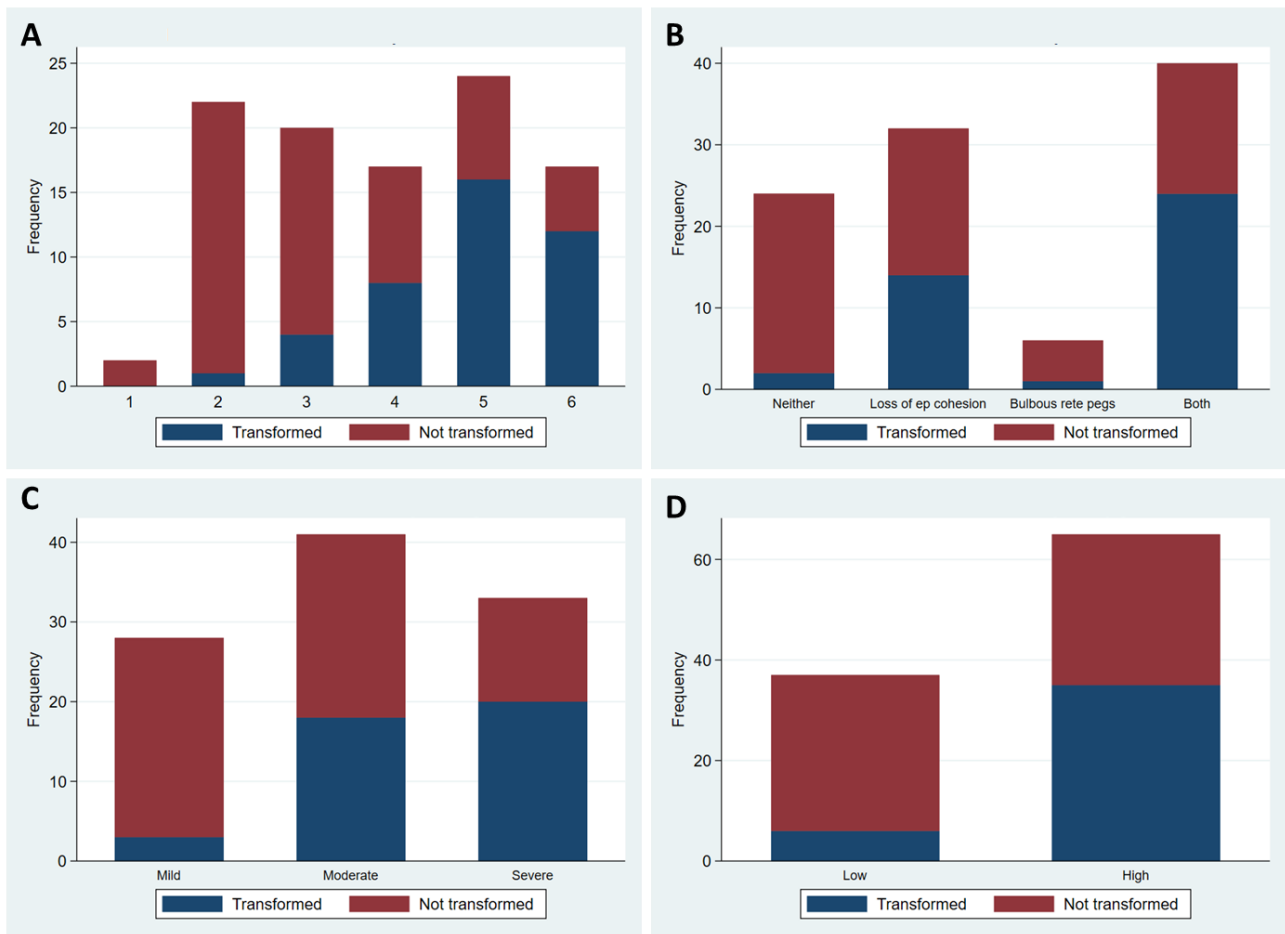 A
25
20
15
10
5
0
Frequency
1 2 3 4 5 6
Transformed Not transformed
B
40
30
20
10
0
Frequency
Neither Loss of ep cohesion Bulbous rete pegs Both
Transformed Not transformed
C
40
30
20
10
0
Frequency
Mild Moderate Severe
Transformed Not transformed
D
60
40
20
0
Frequency
Low High
Transformed Not transformed